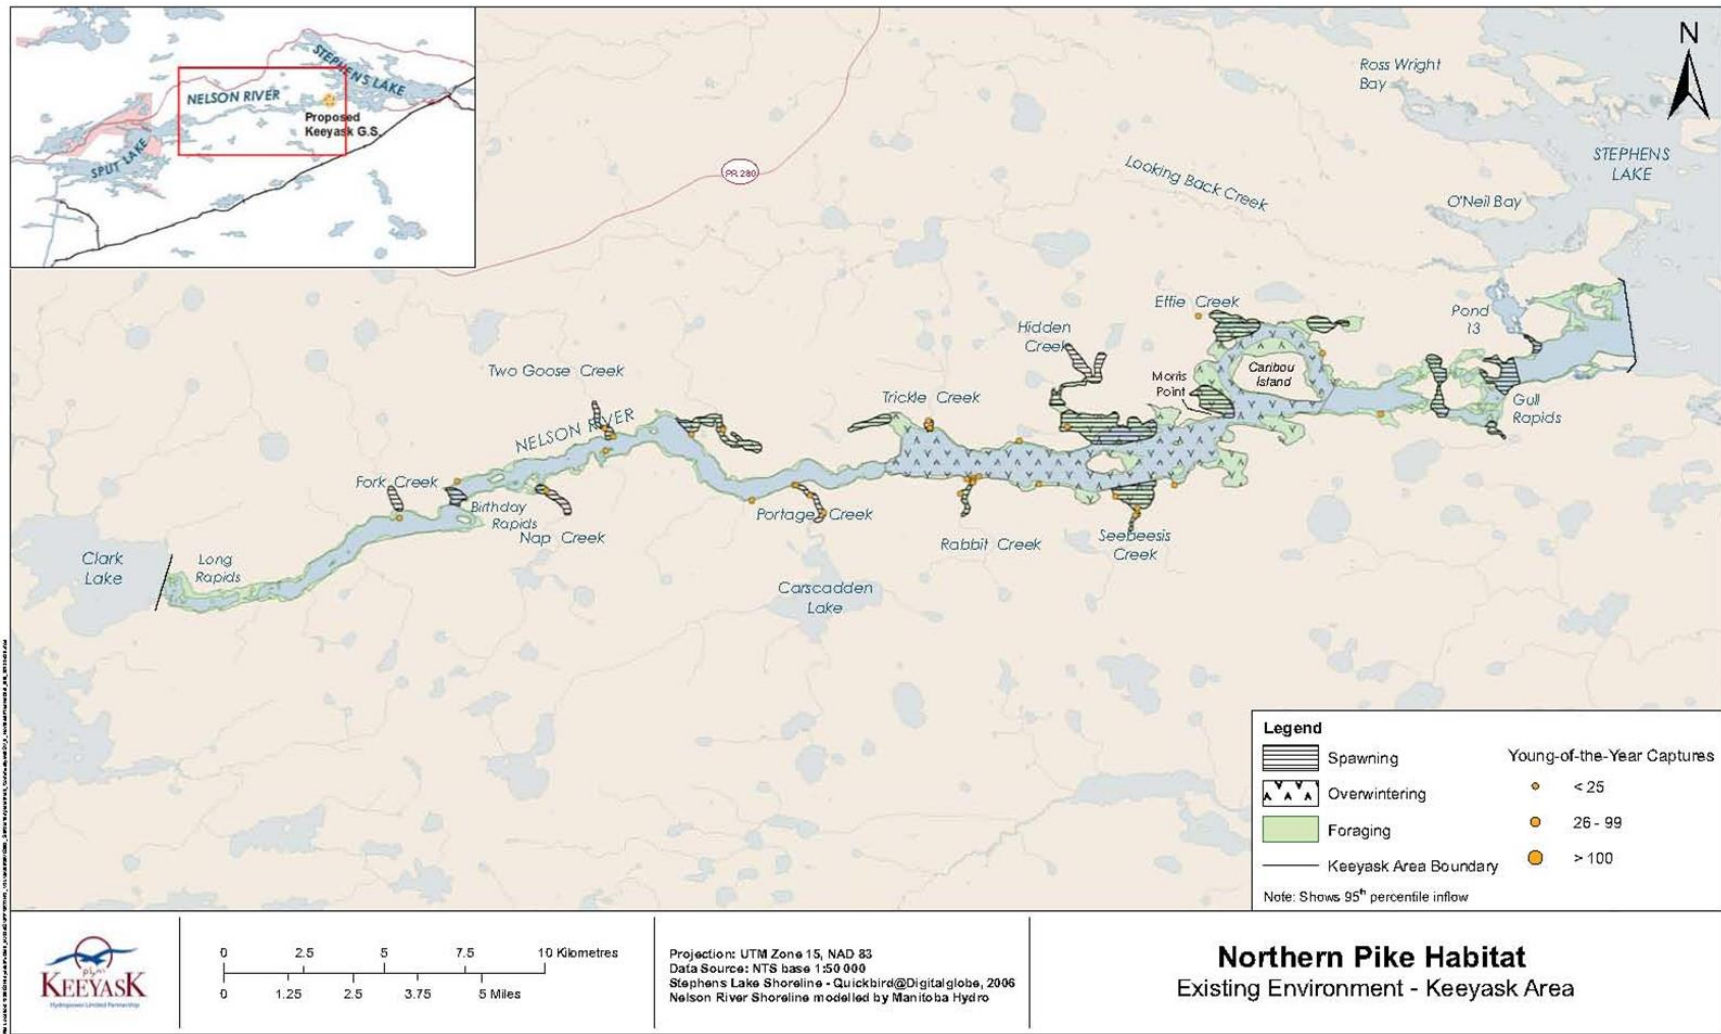 STEPHENS LAKE
NELSON RIVER
Proposed
Keeyask G.S.
SPLIT LAKE
N
Ross Wright
Bay
PR 280
Looking Back Creek
STEPHENS
LAKE
O'Neil Bay
Effie Creek
Pond
13
Hidden
Creek
Two Goose Creek
Morris
Point
Caribou
Island
Trickle Creek
Gull
Rapids
NELSON RIVER
Fork Creek
Birthday
Rapids
Nap Creek
Portage Creek
Rabbit Creek
Seebeesis
Creek
Clark
Lake
Long
Rapids
Carscadden
Lake
Legend
Spawning
Overwintering
Foraging
Keeyask Area Boundary
Young-of-the-Year Captures
< 25
26 - 99
> 100
Note: Shows 95th percentile inflow
KEEYASK
Hydropower Limited Partnership
0 2.5 5 7.5 10 Kilometres
0 1.25 2.5 3.75 5 Miles
Projection: UTM Zone 15, NAD 83
Data Source: NTS base 1:50 000
Stephens Lake Shoreline - Quickbird@Digitalglobe, 2006
Nelson River Shoreline modelled by Manitoba Hydro
Northern Pike Habitat
Existing Environment - Keeyask Area